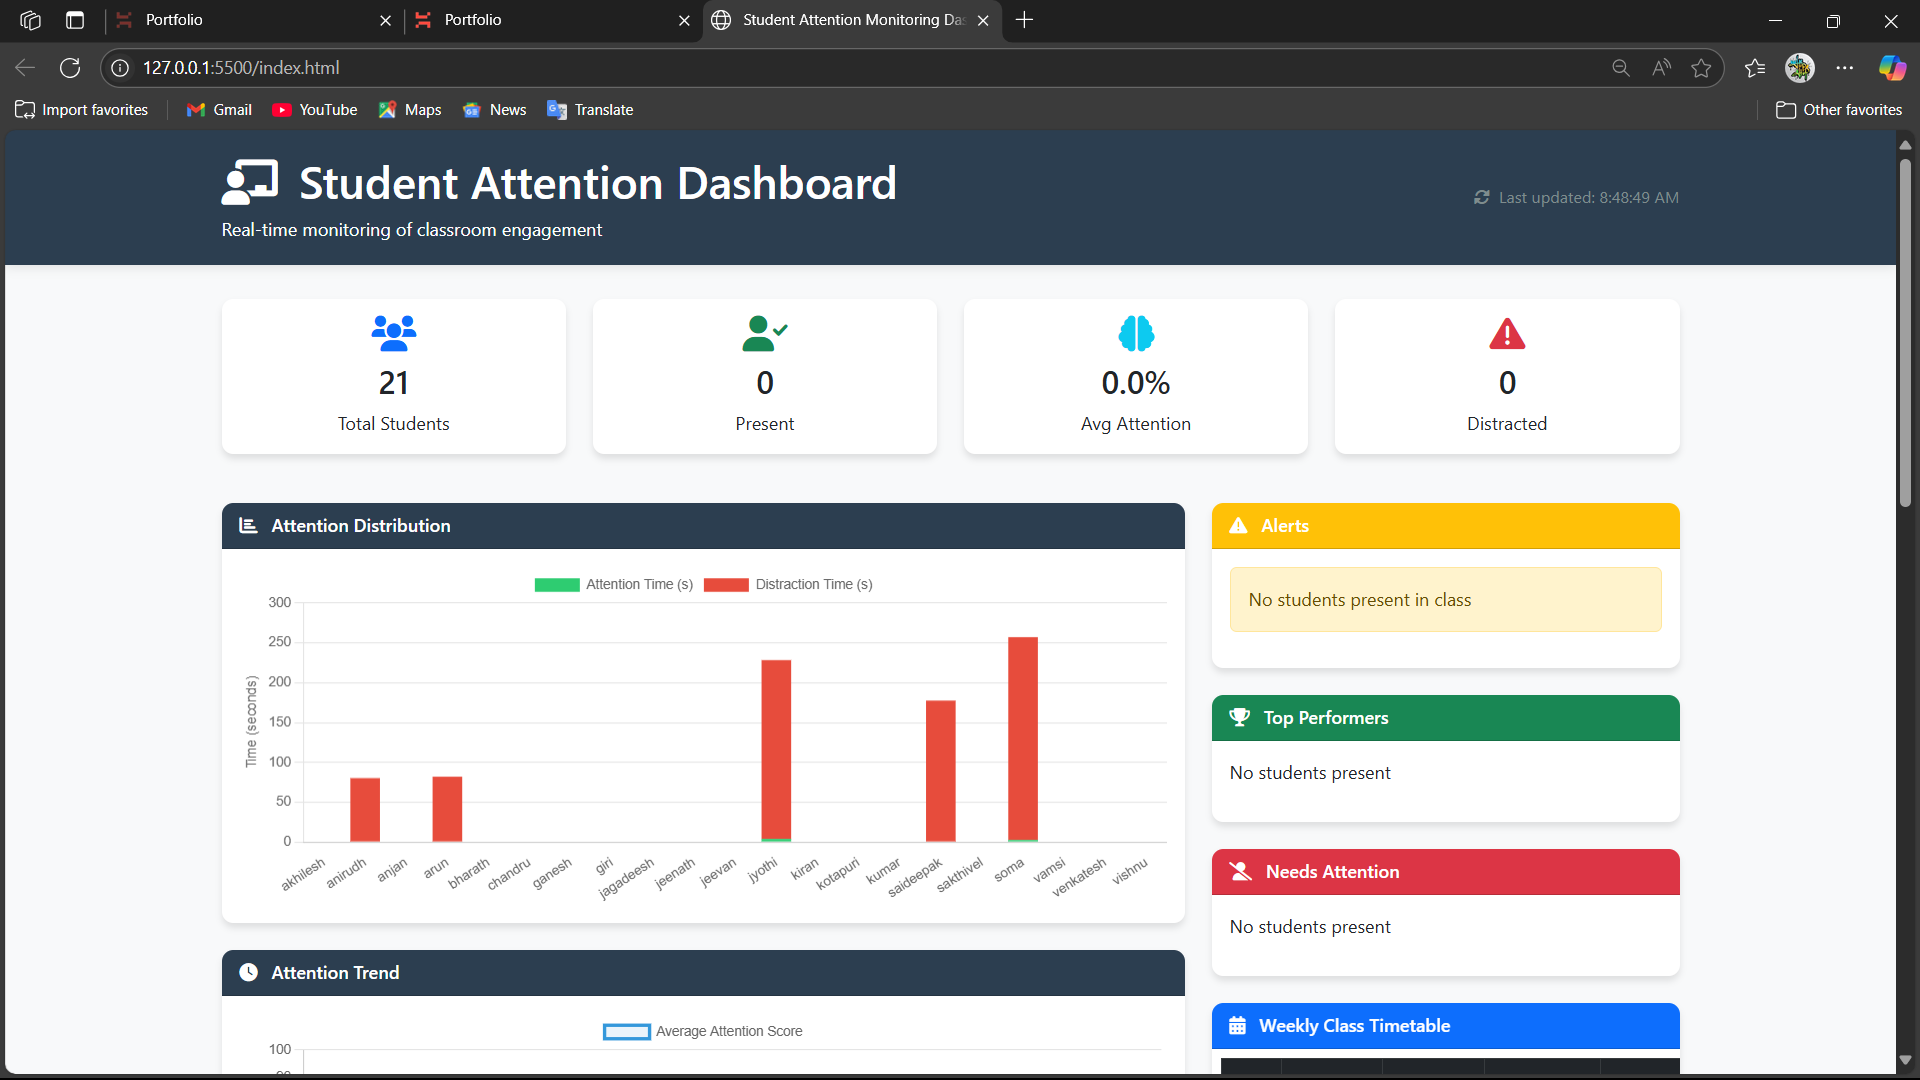 Portfolio
Portfolio
Student Attention Monitoring Da
127.0.0.1:5500/index.html
Import favorites
Gmail
YouTube
Maps
News
Translate
Other favorites
Student Attention Dashboard
Real-time monitoring of classroom engagement
Last updated: 8:48:49 AM
21
Total Students
0
Present
0.0%
Avg Attention
0
Distracted
Attention Distribution
Attention Time (s)
Distraction Time (s)
Time (seconds)
300
250
200
150
100
50
0
akhilesh
anirudh
anjan
arun
bharath
chandru
ganesh
giri
jagadeesh
jeenath
jeevan
jyothi
kiran
kotapuri
kumar
saideepak
sakthivel
soma
vamsi
venkatesh
vishnu
Attention Trend
Average Attention Score
100
Alerts
No students present in class
Top Performers
No students present
Needs Attention
No students present
Weekly Class Timetable